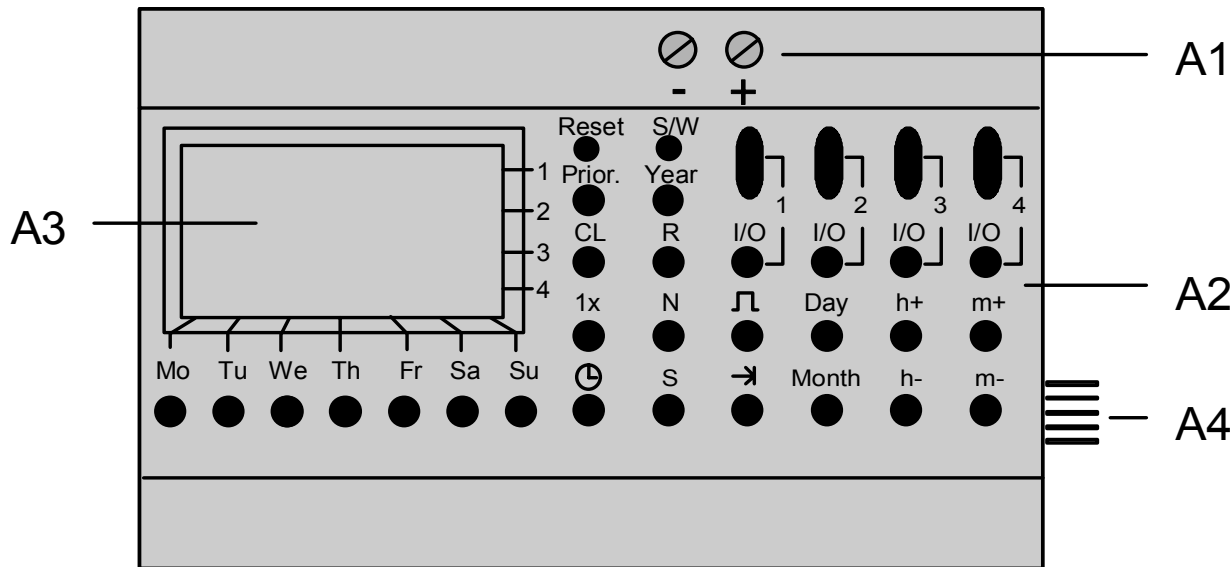 A1
- +
Reset S/W
1
Prior. Year
2
1 2 3 4
A3
CL R I/O I/O I/O I/O
3
4
A2
1x N Day h+ m+
Mo Tu We Th Fr Sa Su
S Month h- m-
A4